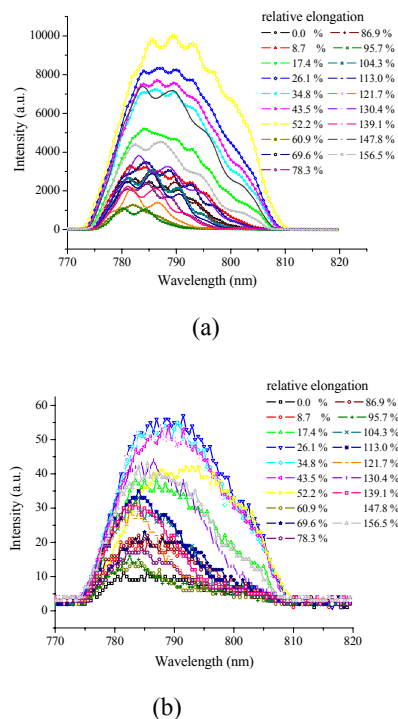 relative elongation
0.0 % 86.9 %
8.7 % 95.7 %
17.4 % 104.3 %
26.1 % 113.0 %
34.8 % 121.7 %
43.5 % 130.4 %
52.2 % 139.1 %
60.9 % 147.8 %
69.6 % 156.5 %
78.3 %
10000
8000
6000
4000
2000
0
Intensity (a.u.)
770 780 790 800 810 820
Wavelength (nm)
(a)
relative elongation
0.0 % 86.9 %
8.7 % 95.7 %
17.4 % 104.3 %
26.1 % 113.0 %
34.8 % 121.7 %
43.5 % 130.4 %
52.2 % 139.1 %
60.9 % 147.8 %
69.6 % 156.5 %
78.3 %
60
50
40
30
20
10
0
Intensity (a.u.)
770 780 790 800 810 820
Wavelength (nm)
(b)